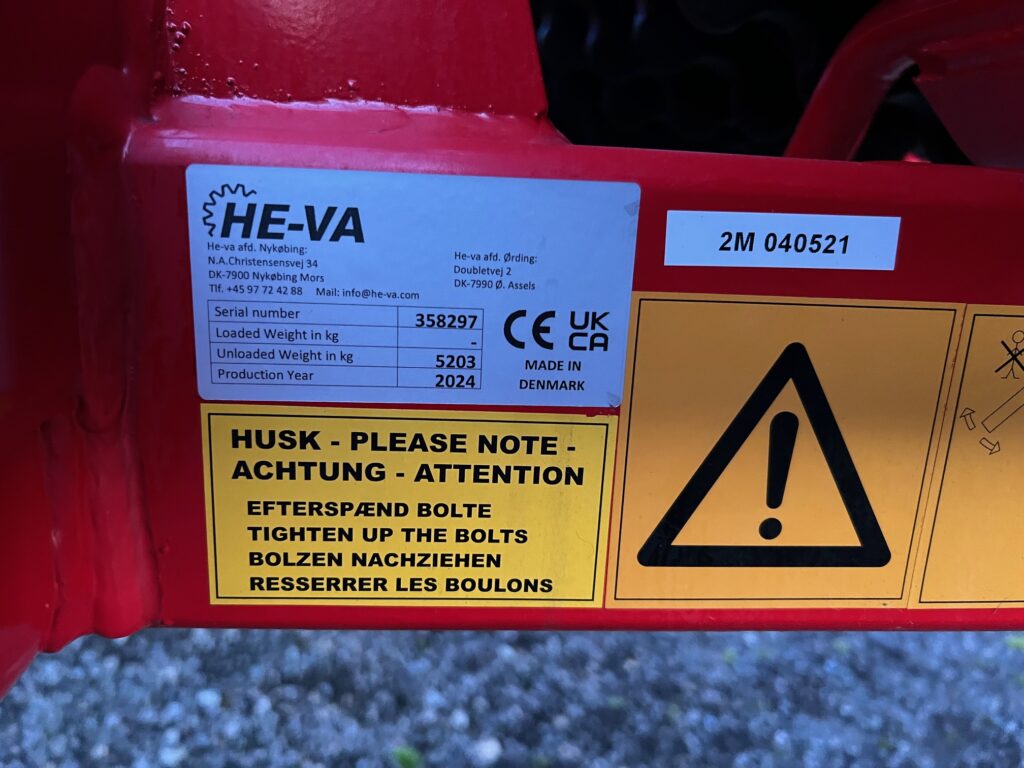 HE-VA
He-va afd. Nykøbing:
N.A.Christensensvej 34
DK-7900 Nykøbing Mors
Tlf. +45 97 72 42 88 Mail: info@he-va.com
He-va afd. Ørding:
Doubletvej 2
DK-7990 Ø. Assels
Serial number 358297
Loaded Weight in kg -
Unloaded Weight in kg 5203
Production Year 2024
CE UK
CA
MADE IN
DENMARK
2M 040521
HUSK - PLEASE NOTE -
ACHTUNG - ATTENTION
EFTERSPÆND BOLTE
TIGHTEN UP THE BOLTS
BOLZEN NACHZIEHEN
RESSERRER LES BOULONS
!